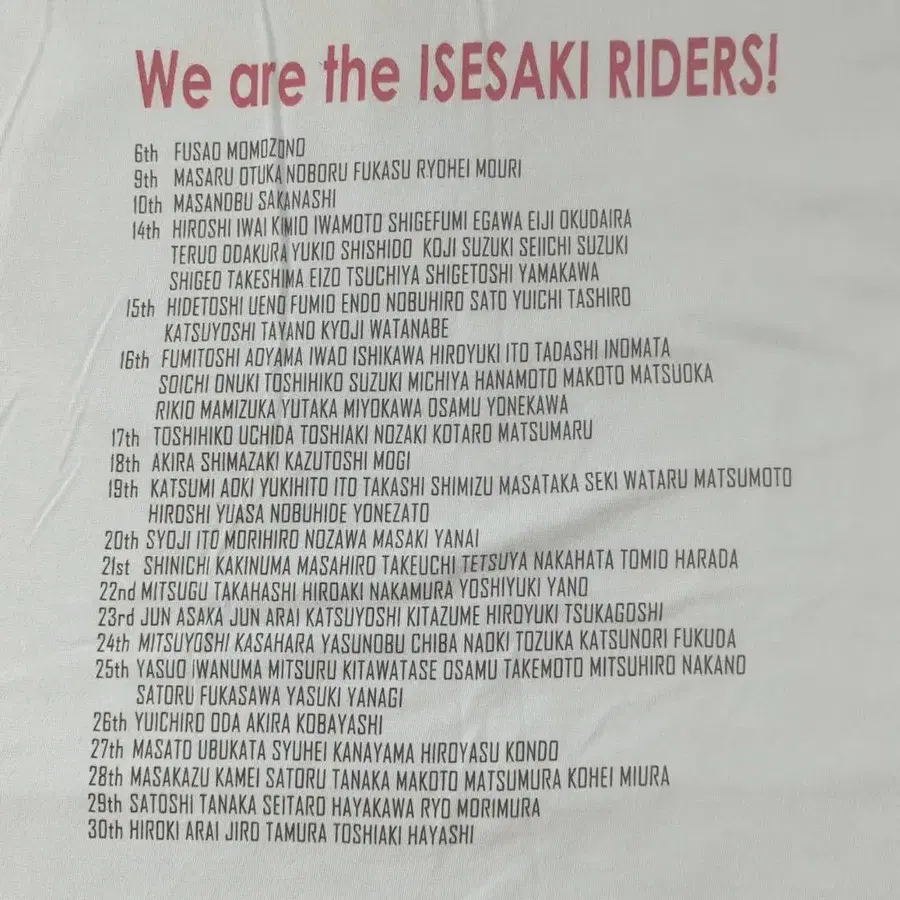 We are the ISESAKI RIDERS!
6th FUSAO MOMOZONO
9th MASARU OTUKA NOBORU FUKASU RYOHEI MOURI
10th MASANOBU SAKANASHI
14th HIROSHI IWAI KIMIO IWAMOTO SHIGEFUMI EGAWA EIJI OKUDAIRA
TERUO ODAKURA YUKIO SHISHIDO KOJI SUZUKI SEIICHI SUZUKI
SHIGEO TAKESHIMA EIZO TSUCHIYA SHIGETOSHI YAMAKAWA
15th HIDETOSHI UENO FUMIO ENDO NOBUHIRO SATO YUICHI TASHIRO
KATSUYOSHI TAYANO KYOJI WATANABE
16th FUMITOSHI AOYAMA IWAO ISHIKAWA HIROYUKI ITO TADASHI INOMATA
SOICHI ONUKI TOSHIHIKO SUZUKI MICHIYA HANAMOTO MAKOTO MATSUOKA
RIKIO MAMIZUKA YUTAKA MIYOKAWA OSAMU YONEKAWA
17th TOSHIHIKO UCHIDA TOSHIAKI NOZAKI KOTARO MATSUMARU
18th AKIRA SHIMAZAKI KAZUTOSHI MOGI
19th KATSUMI AOKI YUKIHITO ITO TAKASHI SHIMIZU MASATAKA SEKI WATARU MATSUMOTO
HIROSHI YUASA NOBUHIDE YONEZATO
20th SYOJI ITO MORIHIRO NOZAWA MASAKI YANAI
21st SHINICHI KAKINUMA MASAHIRO TAKEUCHI TETSUYA NAKAHATA TOMIO HARADA
22nd MITSUGU TAKAHASHI HIROAKI NAKAMURA YOSHIYUKI YANO
23rd JUN ASAKA JUN ARAI KATSUYOSHI KITAZUME HIROYUKI TSUKAGOSHI
24th MITSUYOSHI KASAHARA YASUNOBU CHIBA NAOKI TOZUKA KATSUNORI FUKUDA
25th YASUO IWANUMA MITSURU KITAWATASE OSAMU TAKEMOTO MITSUHIRO NAKANO
SATORU FUKASAWA YASUKI YANAGI
26th YUICHIRO ODA AKIRA KOBAYASHI
27th MASATO UBUKATA SYUHEI KANAYAMA HIROYASU KONDO
28th MASAKAZU KAMEI SATORU TANAKA MAKOTO MATSUMURA KOHEI MIURA
29th SATOSHI TANAKA SEITARO HAYAKAWA RYO MORIMURA
30th HIROKI ARAI JIRO TAMURA TOSHIAKI HAYASHI